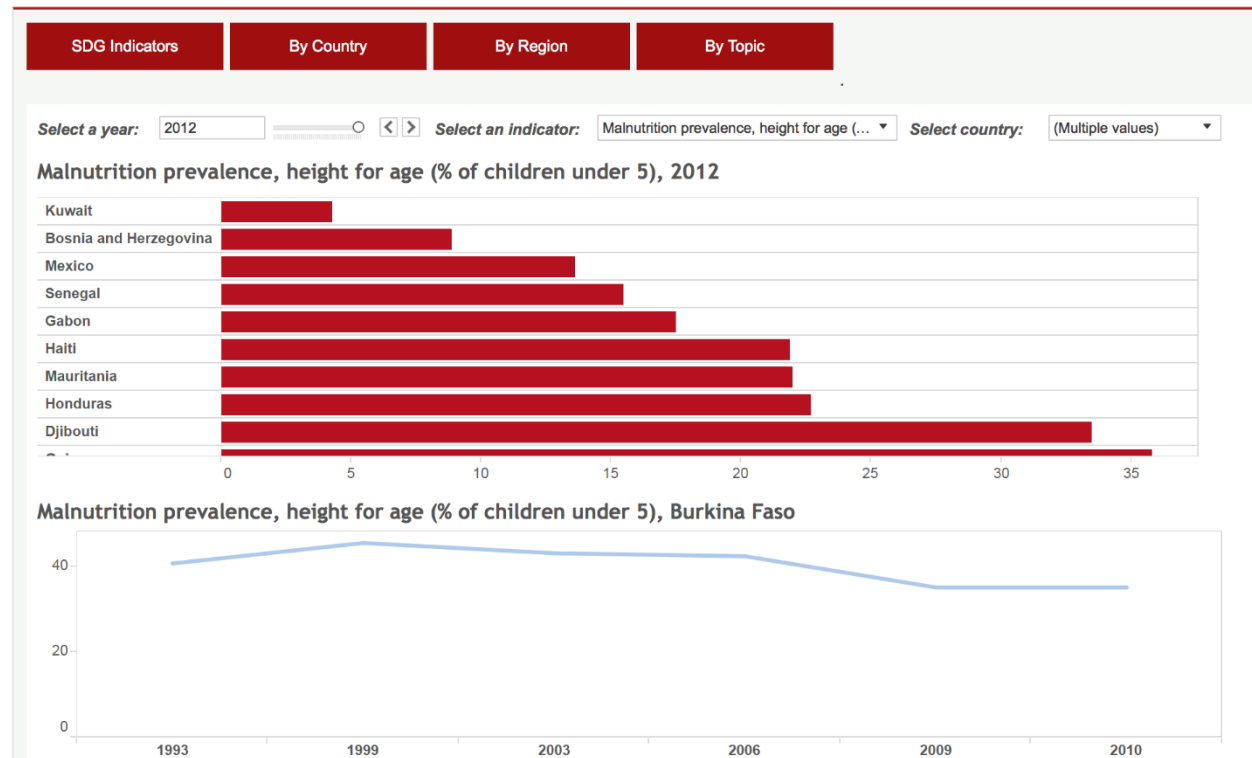 SDG Indicators By Country By Region By Topic
.
Select a year: 2012 Select an indicator: Malnutrition prevalence, height for age (... Select country: (Multiple values)
Malnutrition prevalence, height for age (% of children under 5), 2012
Kuwait
Bosnia and Herzegovina
Mexico
Senegal
Gabon
Haiti
Mauritania
Honduras
Djibouti
0 5 10 15 20 25 30 35
Malnutrition prevalence, height for age (% of children under 5), Burkina Faso
40
20
0
1993 1999 2003 2006 2009 2010